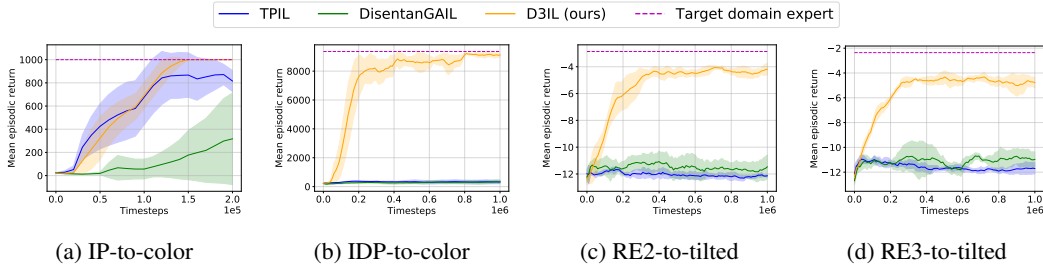 TPIL DisentanGAIL D3IL (ours) Target domain expert
Mean episodic return
1000
800
600
400
200
0
0.0 0.5 1.0 1.5 2.0
Timesteps 1e5
(a) IP-to-color
Mean episodic return
8000
6000
4000
2000
0
0.0 0.2 0.4 0.6 0.8 1.0
Timesteps 1e6
(b) IDP-to-color
Mean episodic return
−2
−4
−6
−8
−10
−12
0.0 0.2 0.4 0.6 0.8 1.0
Timesteps 1e6
(c) RE2-to-tilted
Mean episodic return
−2
−4
−6
−8
−10
−12
0.0 0.2 0.4 0.6 0.8 1.0
Timesteps 1e6
(d) RE3-to-tilted